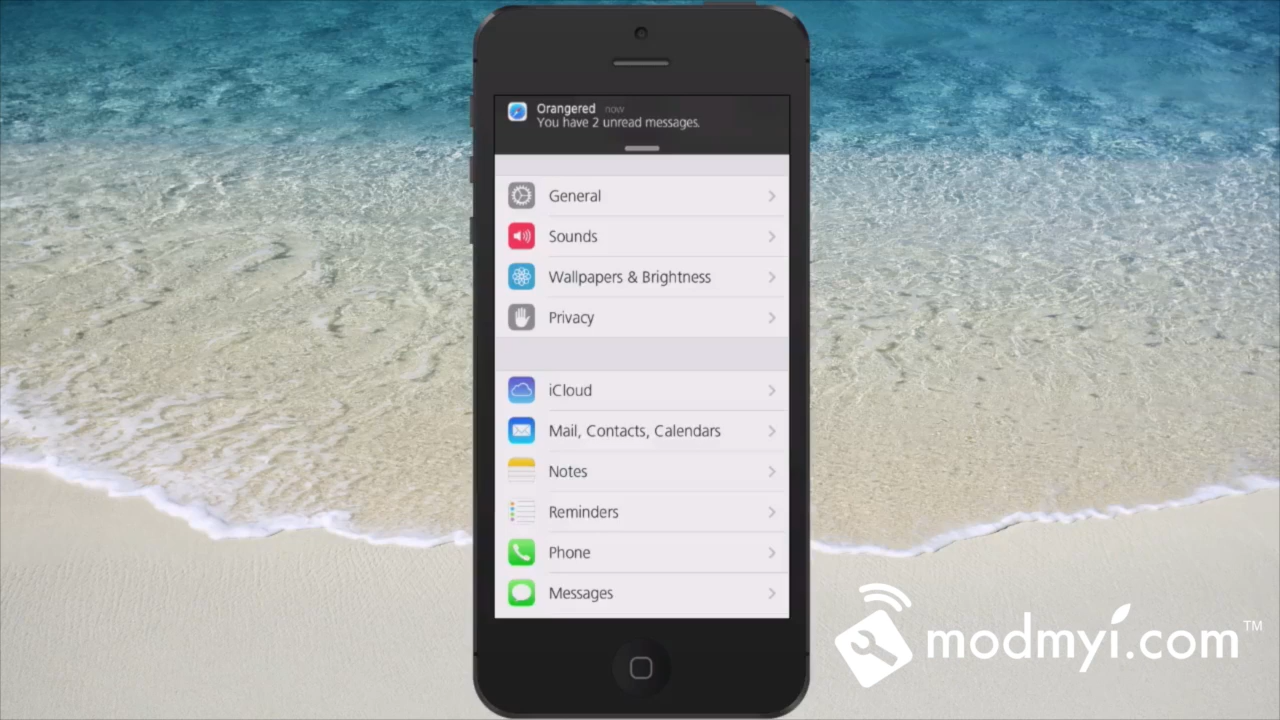 Orangered now
You have 2 unread messages.
General
Sounds
Wallpapers & Brightness
Privacy
iCloud
Mail, Contacts, Calendars
Notes
Reminders
Phone
Messages
modmyi.com™